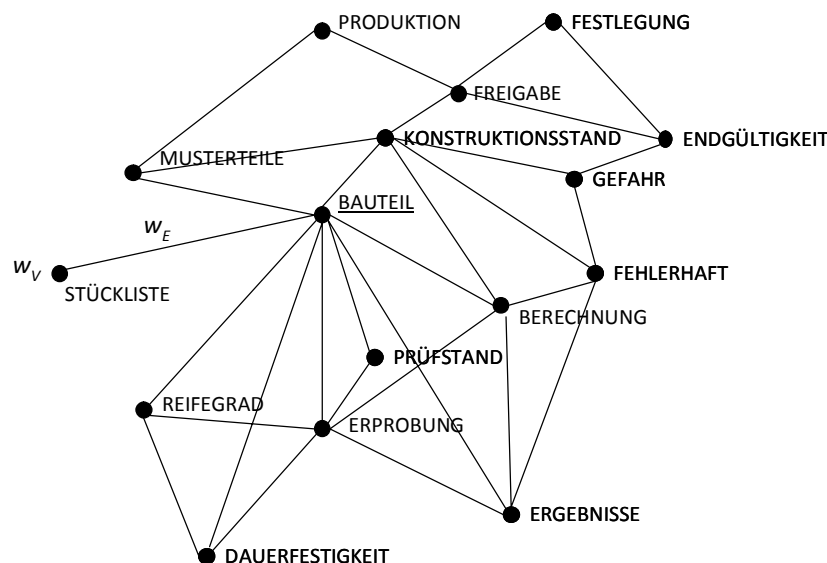 PRODUKTION
FESTLEGUNG
FREIGABE
KONSTRUKTIONSSTAND
ENDGÜLTIGKEIT
MUSTERTEILE
GEFAHR
BAUTEIL
w_E
w_V
STÜCKLISTE
FEHLERHAFT
BERECHNUNG
PRÜFSTAND
REIFEGRAD
ERPROBUNG
ERGEBNISSE
DAUERFESTIGKEIT